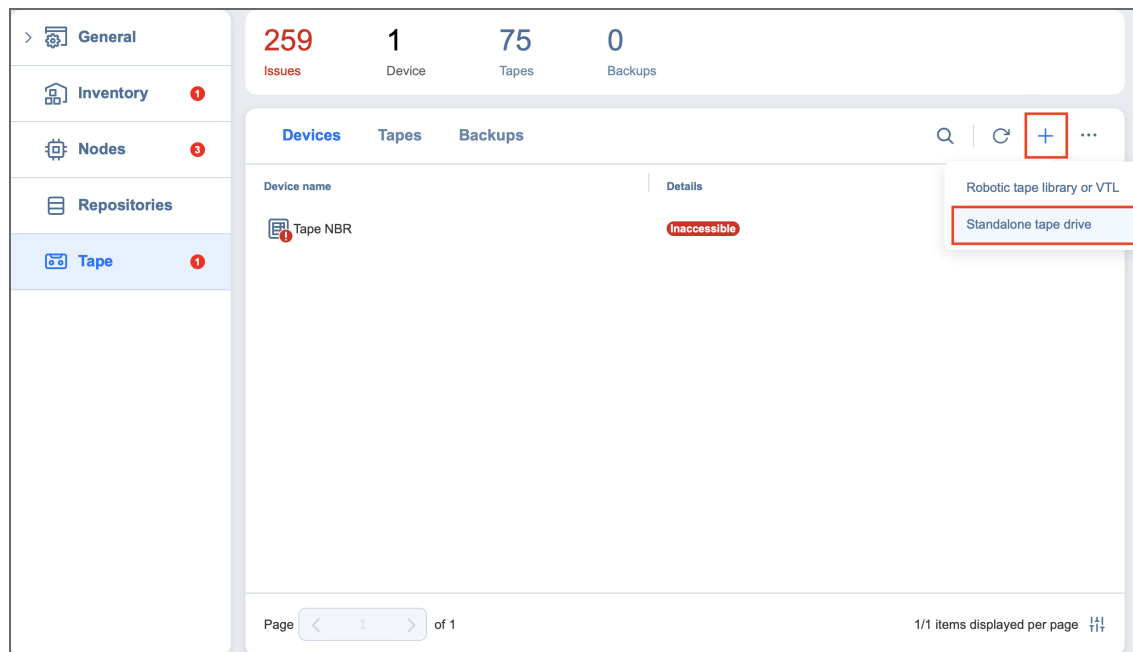 General
Inventory 1
Nodes 3
Repositories
Tape 1
259 1 75 0
Issues Device Tapes Backups
Devices Tapes Backups
Robotic tape library or VTL
Standalone tape drive
Device name Details
Tape NBR Inaccessible
Page 1 of 1
1/1 items displayed per page